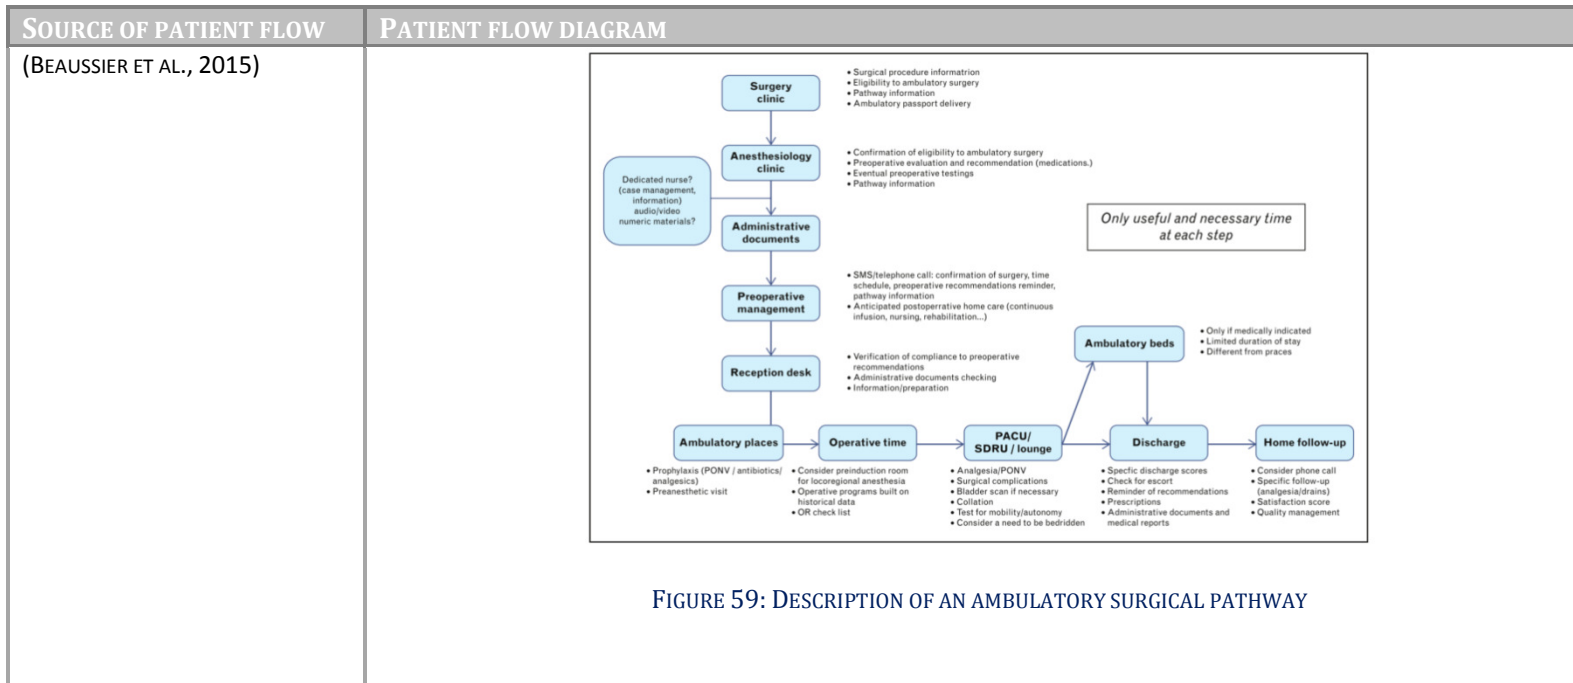 SOURCE OF PATIENT FLOW
PATIENT FLOW DIAGRAM
(BEAUSSIER ET AL., 2015)
Surgery
clinic
• Surgical procedure informatrion
• Eligibility to ambulatory surgery
• Pathway information
• Ambulatory passport delivery
Anesthesiology
clinic
• Confirmation of eligibility to ambulatory surgery
• Preoperative evaluation and recommendation (medications.)
• Eventual preoperative testings
• Pathway information
Dedicated nurse?
(case management,
information)
audio/video
numeric materials?
Administrative
documents
Only useful and necessary time
at each step
Preoperative
management
• SMS/telephone call: confirmation of surgery, time
schedule, preoperative recommendations reminder,
pathway information
• Anticipated postoperrative home care (continuous
infusion, nursing, rehabilitation...)
Ambulatory beds
• Only if medically indicated
• Limited duration of stay
• Different from praces
Reception desk
• Verification of compliance to preoperative
recommendations
• Administrative documents checking
• Information/preparation
Ambulatory places
• Prophylaxis (PONV / antibiotics/
analgesics)
• Preanesthetic visit
Operative time
• Consider preinduction room
for locoregional anesthesia
• Operative programs built on
historical data
• OR check list
PACU/
SDRU / lounge
• Analgesia/PONV
• Surgical complications
• Bladder scan if necessary
• Collation
• Test for mobility/autonomy
• Consider a need to be bedridden
Discharge
• Specfic discharge scores
• Check for escort
• Reminder of recommendations
• Prescriptions
• Administrative documents and
medical reports
Home follow-up
• Consider phone call
• Specific follow-up
(analgesia/drains)
• Satisfaction score
• Quality management
FIGURE 59: DESCRIPTION OF AN AMBULATORY SURGICAL PATHWAY